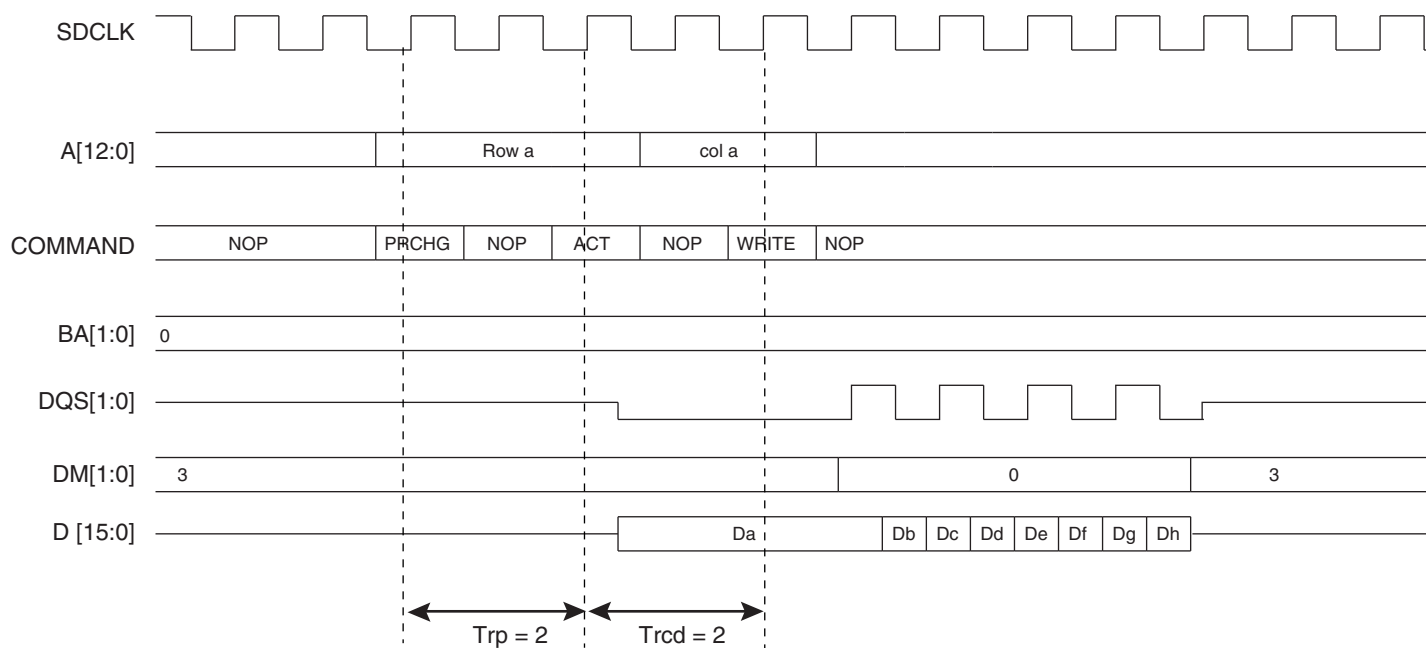 SDCLK
A[12:0] Row a col a
COMMAND NOP PRCHG NOP ACT NOP WRITE NOP
BA[1:0] 0
DQS[1:0]
DM[1:0] 3 0 3
D [15:0] Da Db Dc Dd De Df Dg Dh
Trp = 2 Trcd = 2